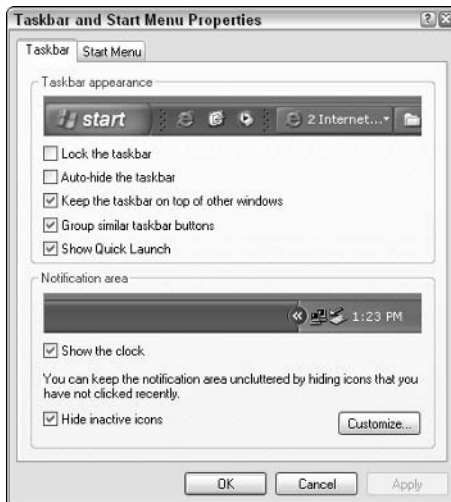 Taskbar and Start Menu Properties
Taskbar
Start Menu
Taskbar appearance
start
2 Internet...
Lock the taskbar
Auto-hide the taskbar
Keep the taskbar on top of other windows
Group similar taskbar buttons
Show Quick Launch
Notification area
1:23 PM
Show the clock
You can keep the notification area uncluttered by hiding icons that you
have not clicked recently.
Hide inactive icons
Customize...
OK
Cancel
Apply